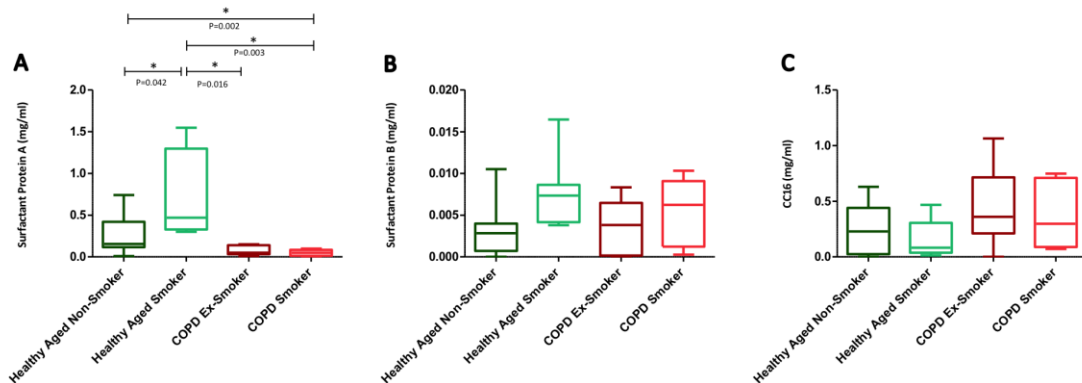 *
P=0.002
*
P=0.003
*
P=0.042
*
P=0.016
A
Surfactant Protein A (mg/ml)
2.0
1.5
1.0
0.5
0.0
Healthy Aged Non-Smoker
Healthy Aged Smoker
COPD Ex-Smoker
COPD Smoker
B
Surfactant Protein B (mg/ml)
0.020
0.015
0.010
0.005
0.000
Healthy Aged Non-Smoker
Healthy Aged Smoker
COPD Ex-Smoker
COPD Smoker
C
CC16 (mg/ml)
1.5
1.0
0.5
0.0
Healthy Aged Non-Smoker
Healthy Aged Smoker
COPD Ex-Smoker
COPD Smoker